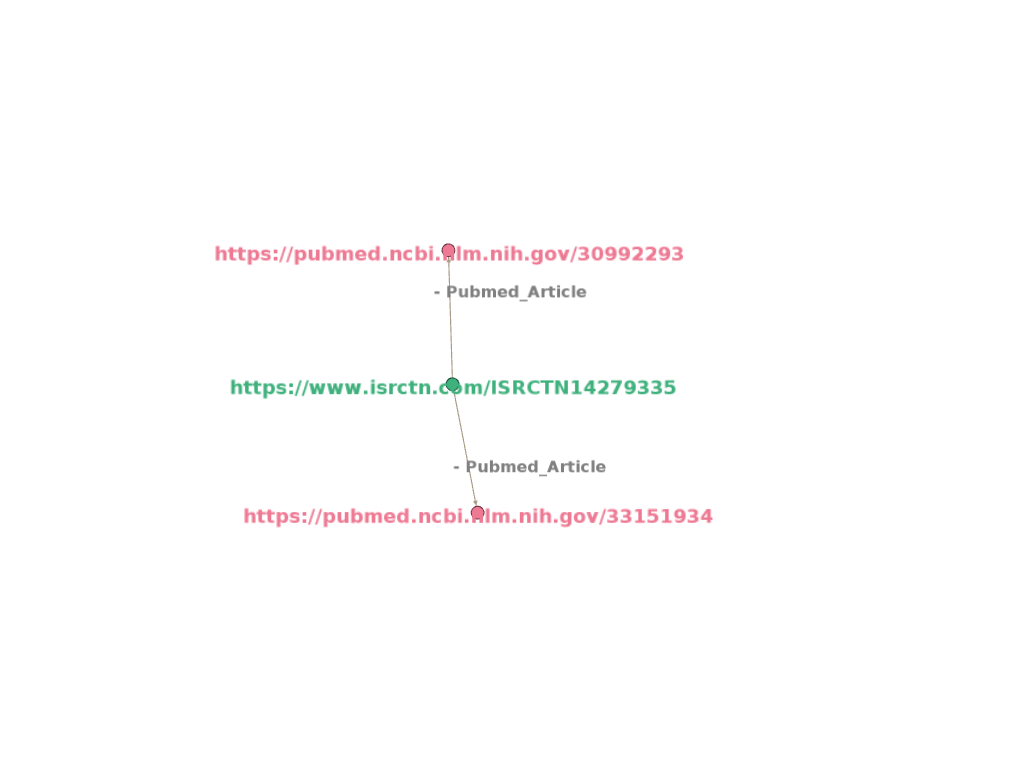 https://pubmed.ncbi.nlm.nih.gov/30992293
- Pubmed_Article
https://www.isrctn.com/ISRCTN14279335
- Pubmed_Article
https://pubmed.ncbi.nlm.nih.gov/33151934